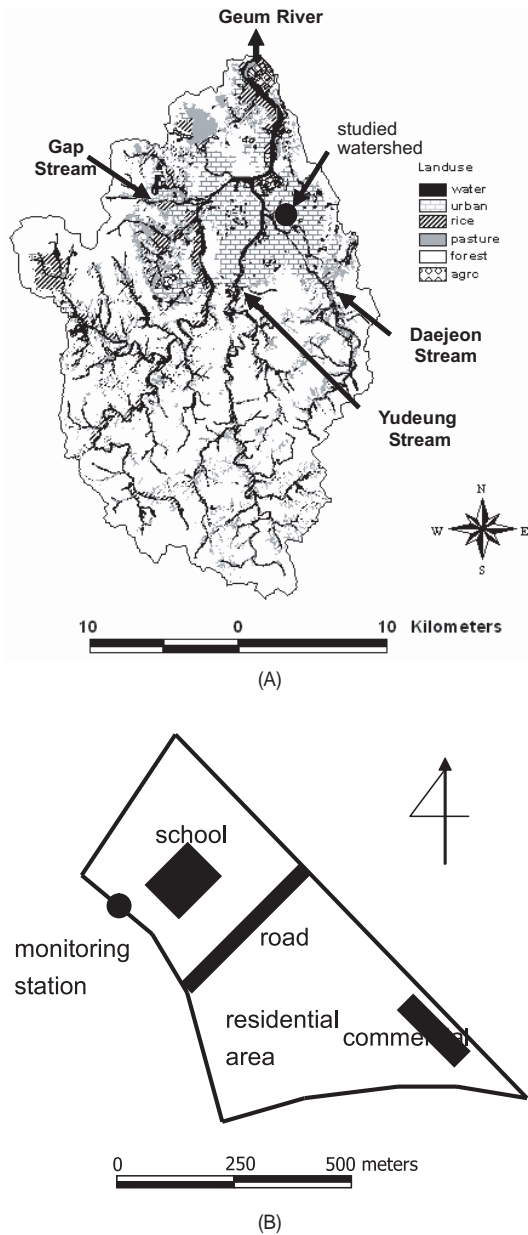 Geum River
Gap
Stream
studied
watershed
Landuse
water
urban
rice
pasture
forest
agro
Daejeon
Stream
Yudeung
Stream
N
W E
S
10 0 10 Kilometers
(A)
school
road
monitoring
station
residential
area
commercial
0 250 500 meters
(B)